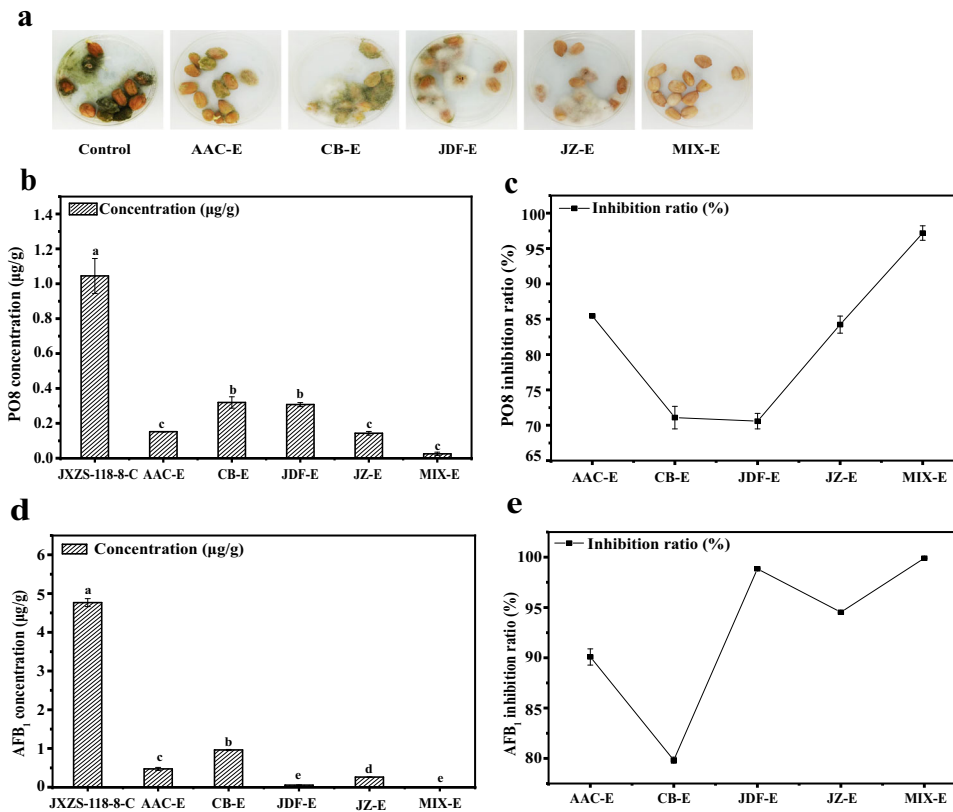 a
Control AAC-E CB-E JDF-E JZ-E MIX-E
b
Concentration (µg/g)
PO8 concentration (µg/g)
1.4
1.2
1.0
0.8
0.6
0.4
0.2
0.0
a
c
b
b
c
c
JXZS-118-8-C AAC-E CB-E JDF-E JZ-E MIX-E
c
Inhibition ratio (%)
PO8 inhibition ratio (%)
100
95
90
85
80
75
70
65
AAC-E CB-E JDF-E JZ-E MIX-E
d
Concentration (µg/g)
AFB1 concentration (µg/g)
6
5
4
3
2
1
0
a
c
b
e
d
e
JXZS-118-8-C AAC-E CB-E JDF-E JZ-E MIX-E
e
Inhibition ratio (%)
AFB1 inhibition ratio (%)
100
95
90
85
80
AAC-E CB-E JDF-E JZ-E MIX-E